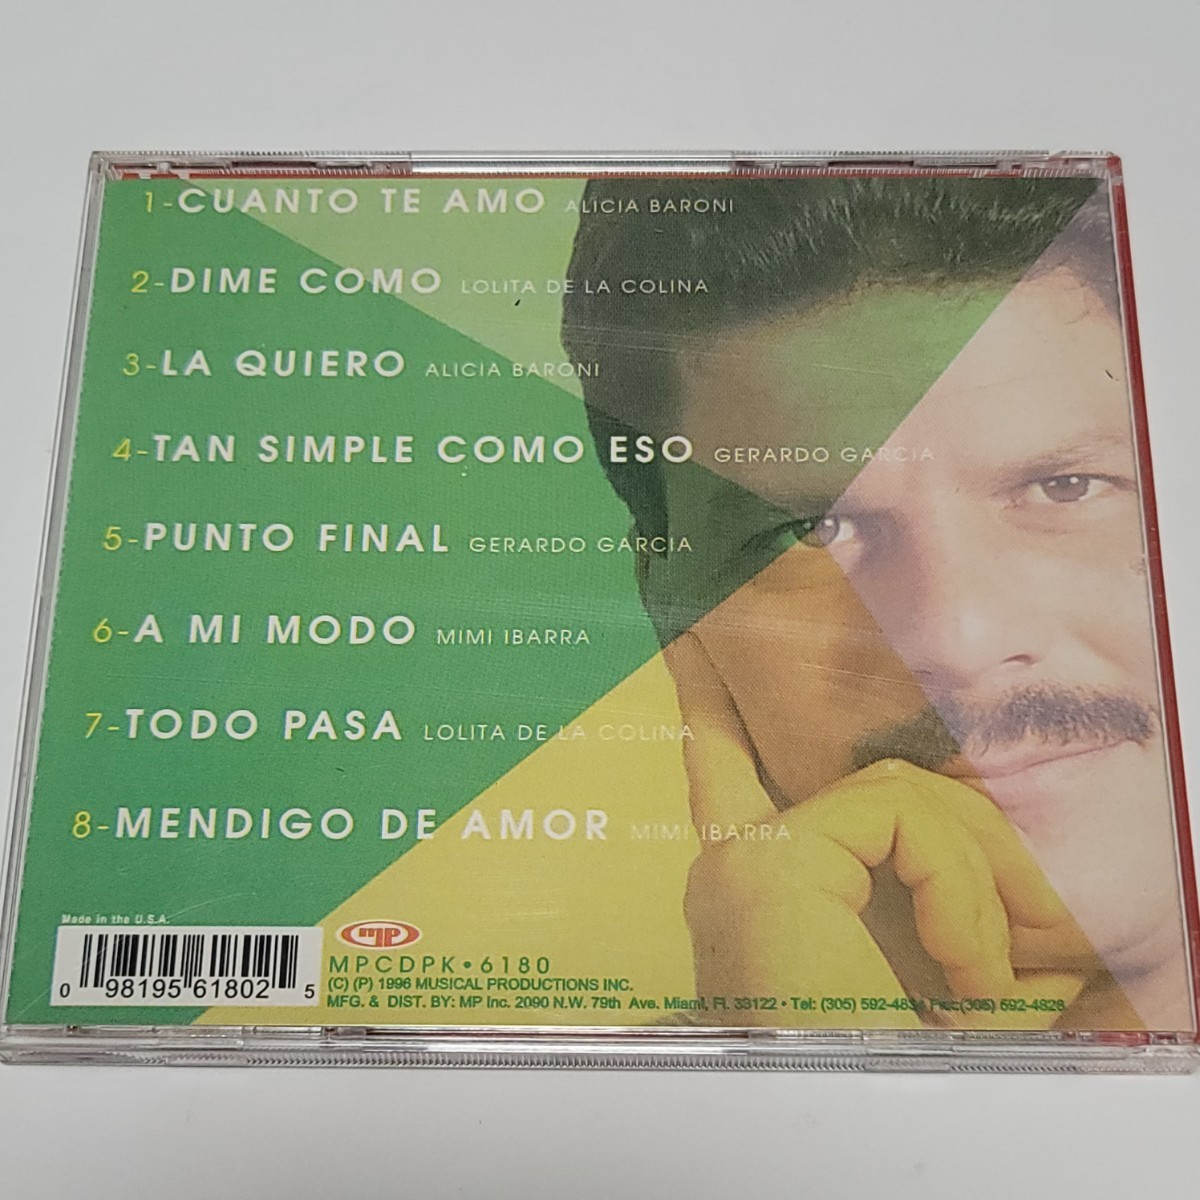 1-CUANTO TE AMO ALICIA BARONI
2-DIME COMO LOLITA DE LA COLINA
3-LA QUIERO ALICIA BARONI
4-TAN SIMPLE COMO ESO GERARDO GARCIA
5-PUNTO FINAL GERARDO GARCIA
6-A MI MODO MIMI IBARRA
7-TODO PASA LOLITA DE LA COLINA
8-MENDIGO DE AMOR MIMI IBARRA
Made in the U.S.A.
0 98195 61802 5
MP
MPCDPK • 6180
(C) (P) 1996 MUSICAL PRODUCTIONS INC.
MFG. & DIST. BY: MP Inc. 2090 N.W. 79th Ave. Miami, Fl. 33122 • Tel: (305) 592-4834 Fax:(305) 592-4828